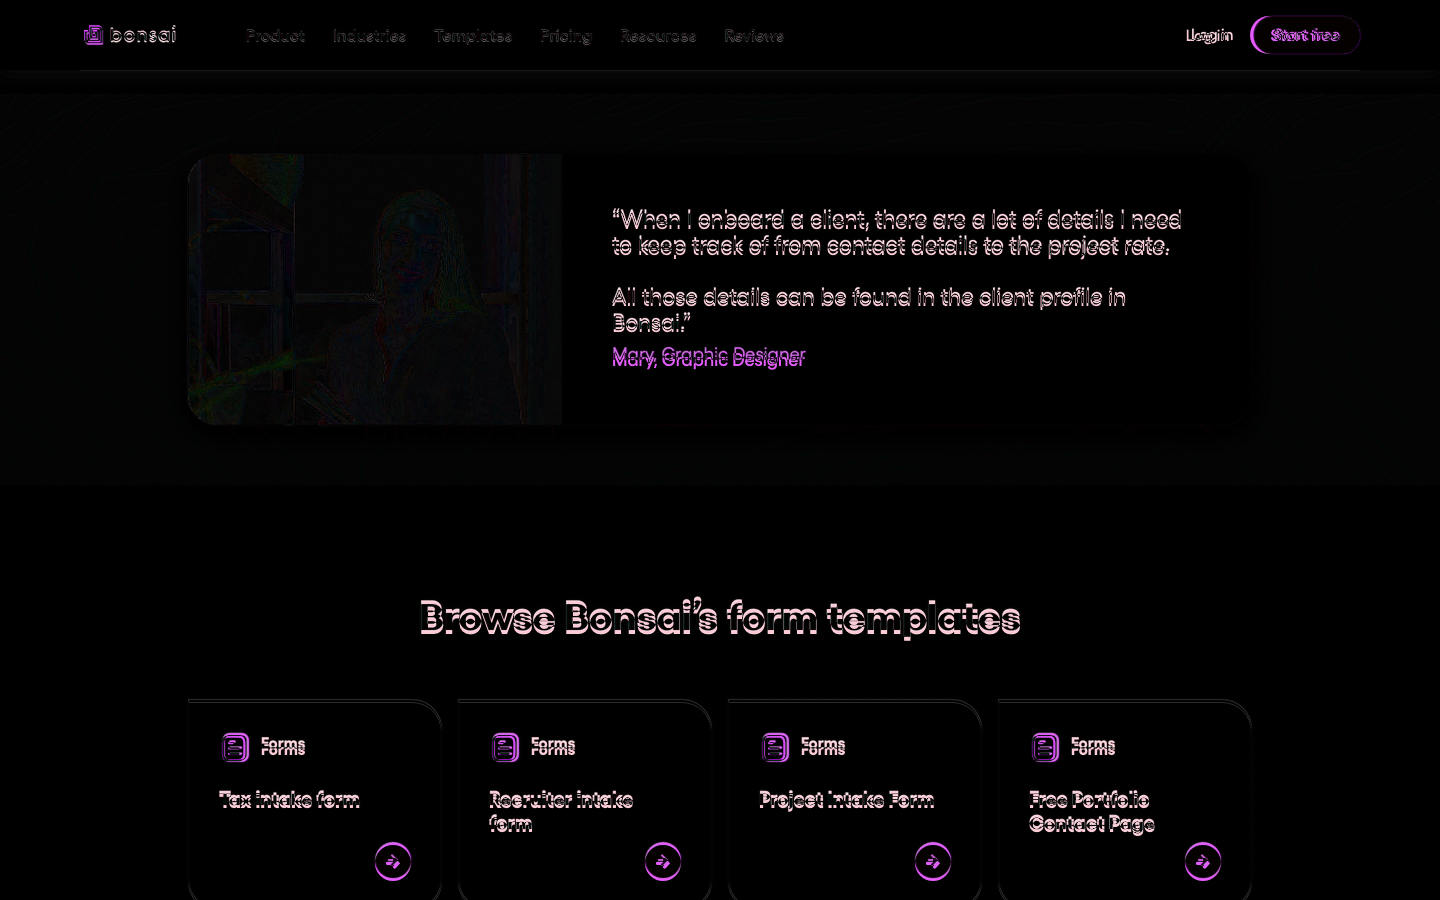 bonsai
Product Industries Templates Pricing Resources Reviews
Log in Start free
“When I onboard a client, there are a lot of details I need
to keep track of from contact details to the project rate.
All those details can be found in the client profile in
Bonsai.”
Mary, Graphic Designer
Browse Bonsai’s form templates
Forms
Tax intake form
Forms
Recruiter intake
form
Forms
Project Intake Form
Forms
Free Portfolio
Contact Page